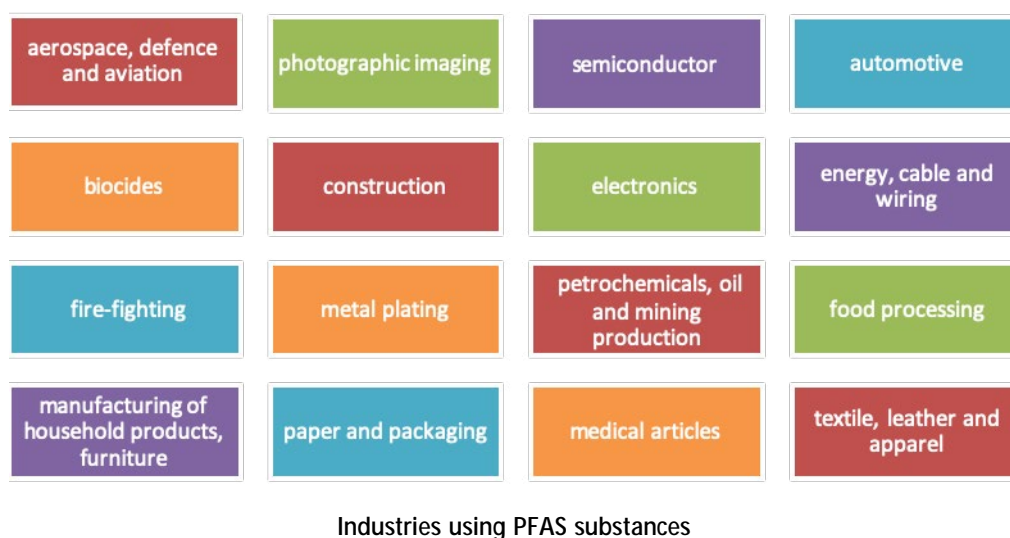 aerospace, defence
and aviation
photographic imaging
semiconductor
automotive
biocides
construction
electronics
energy, cable and
wiring
fire-fighting
metal plating
petrochemicals, oil
and mining
production
food processing
manufacturing of
household products,
furniture
paper and packaging
medical articles
textile, leather and
apparel
Industries using PFAS substances